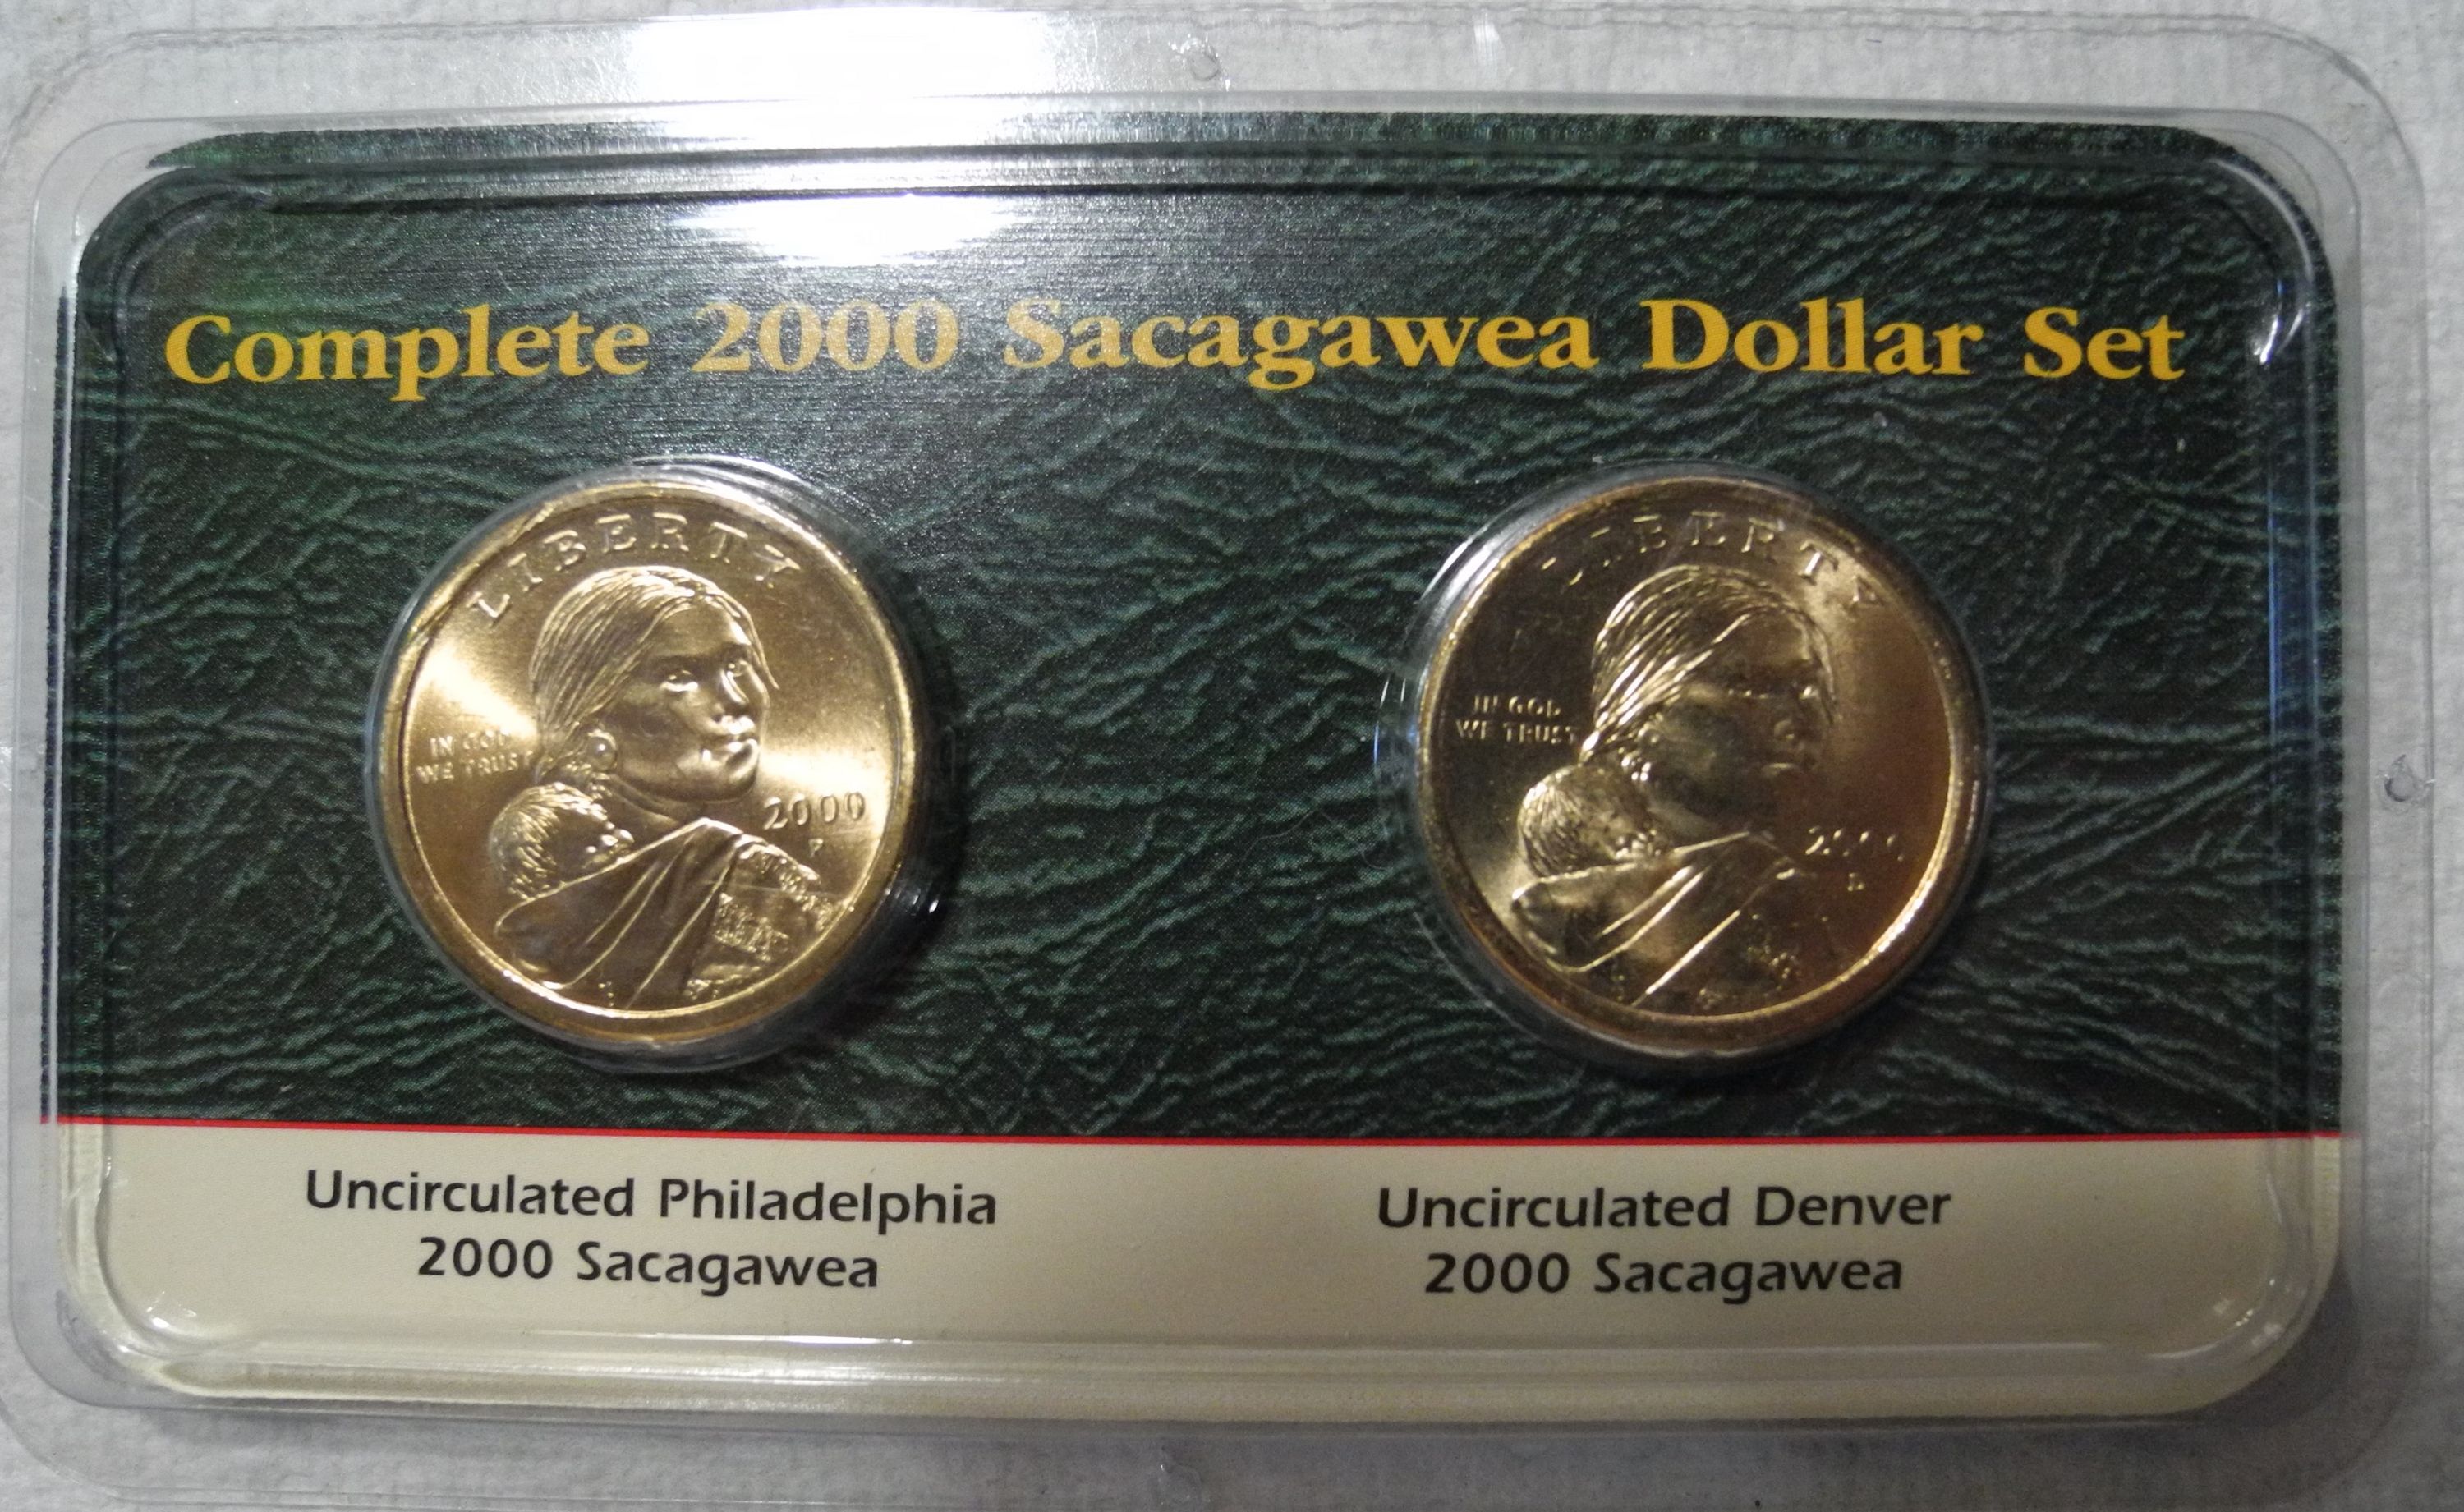 Complete 2000 Sacagawea Dollar Set
LIBERTY
IN GOD
WE TRUST
2000
P
LIBERTY
IN GOD
WE TRUST
2000
D
Uncirculated Philadelphia
2000 Sacagawea
Uncirculated Denver
2000 Sacagawea